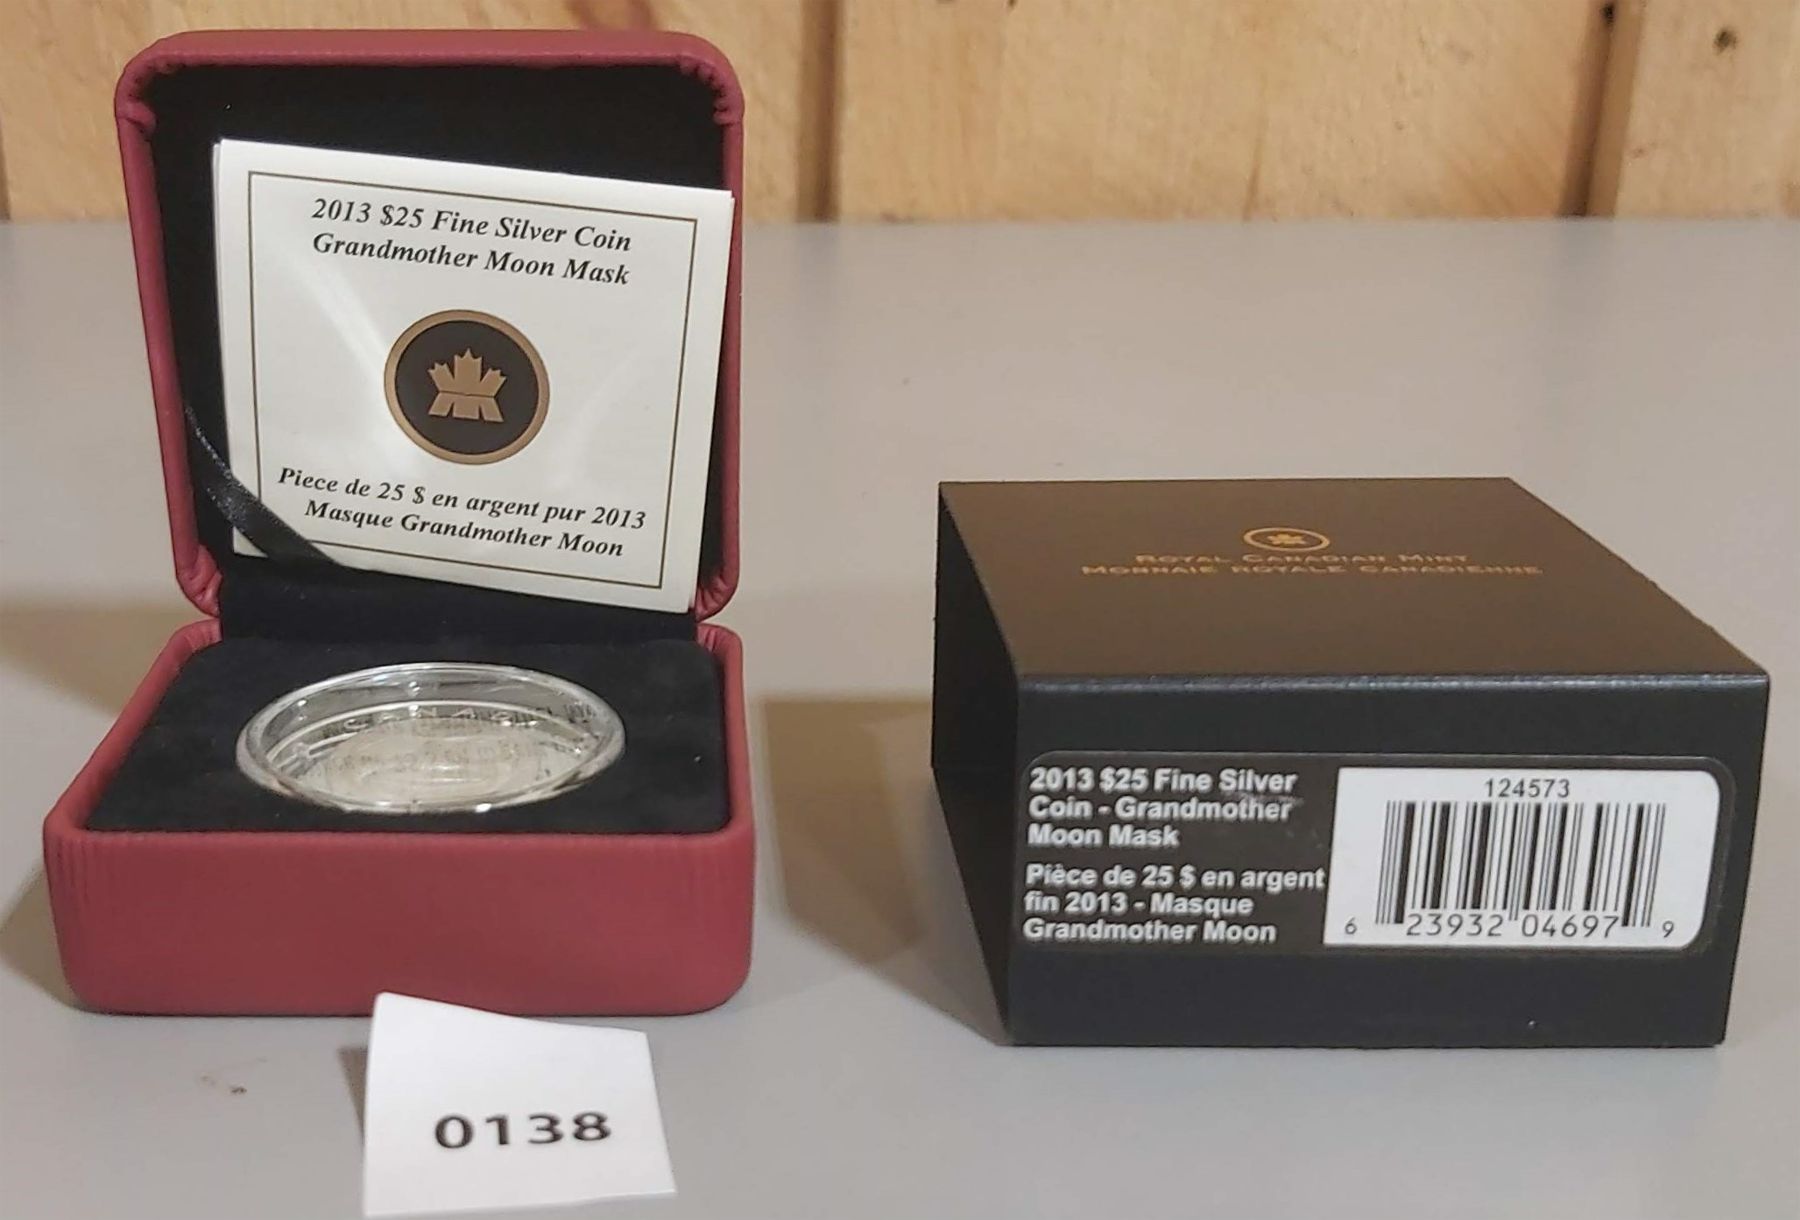 2013 $25 Fine Silver Coin
Grandmother Moon Mask
Piece de 25 $ en argent pur 2013
Masque Grandmother Moon
ROYAL CANADIAN MINT
MONNAIE ROYALE CANADIENNE
2013 $25 Fine Silver
Coin - Grandmother
Moon Mask
Pièce de 25 $ en argent
fin 2013 - Masque
Grandmother Moon
124573
6 23932 04697 9
0138